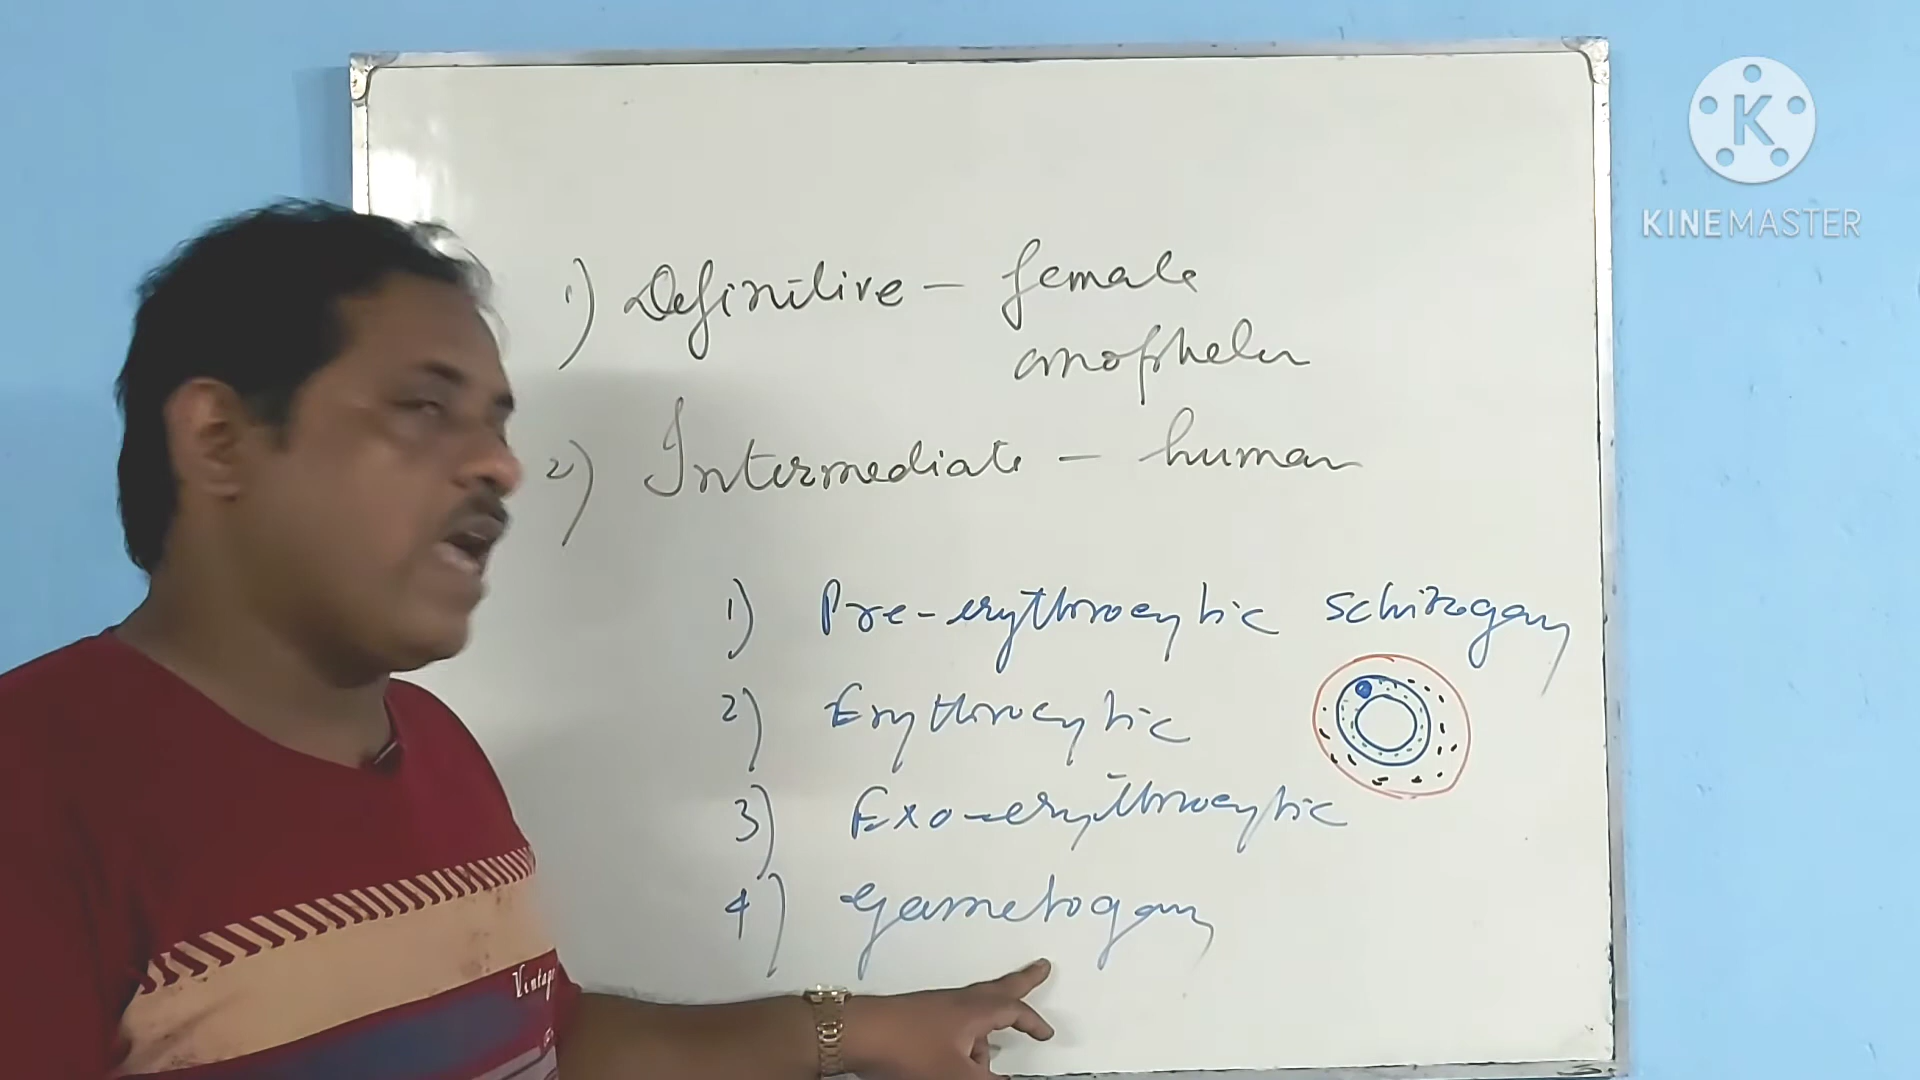 1) Definitive - female
anopheles
2) Intermediate - human
1) Pre-erythrocytic schizogony
2) Erythrocytic
3) Exo-erythrocytic
4) Gametogony
Vintage
K
KINEMASTER